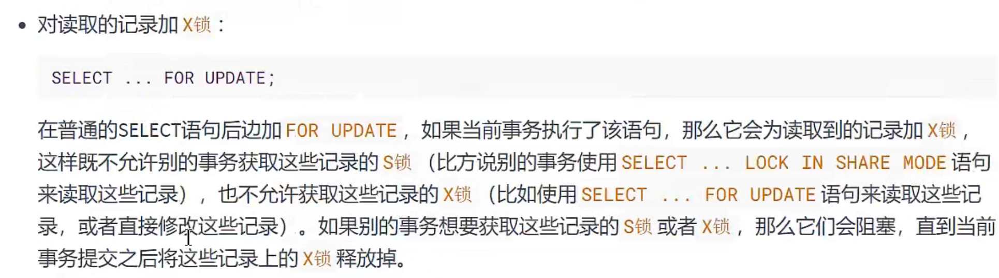 对读取的记录加 X锁 ：
SELECT ... FOR UPDATE;
在普通的SELECT语句后边加 FOR UPDATE ，如果当前事务执行了该语句，那么它会为读取到的记录加 X锁 ，
这样既不允许别的事务获取这些记录的 S锁 （比方说别的事务使用 SELECT ... LOCK IN SHARE MODE 语句
来读取这些记录），也不允许获取这些记录的 X锁 （比如使用 SELECT ... FOR UPDATE 语句来读取这些记
录，或者直接修改这些记录）。如果别的事务想要获取这些记录的 S锁 或者 X锁 ，那么它们会阻塞，直到当前
事务提交之后将这些记录上的 X锁 释放掉。